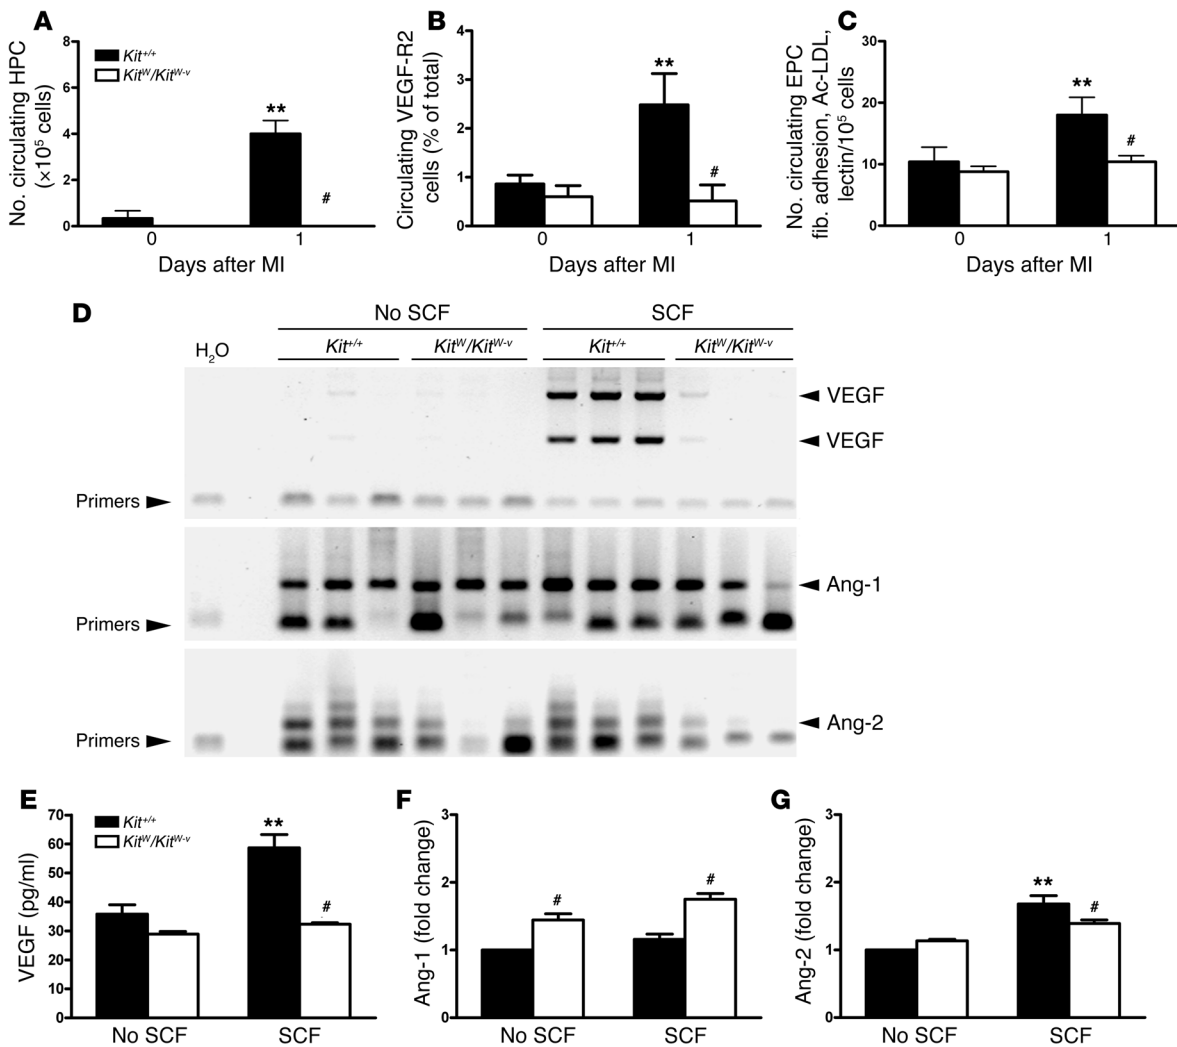 A
No. circulating HPC
(×10⁵ cells)
8
6
4
2
0
Kit+/+
KitW/KitW-v
**
#
0
1
Days after MI
B
Circulating VEGF-R2
cells (% of total)
4
3
2
1
0
**
#
0
1
Days after MI
C
No. circulating EPC
fib. adhesion, Ac-LDL,
lectin/10⁵ cells
30
20
10
0
**
#
0
1
Days after MI
D
No SCF
SCF
H₂O
Kit+/+
KitW/KitW-v
Kit+/+
KitW/KitW-v
VEGF
VEGF
Primers
Ang-1
Primers
Ang-2
Primers
E
VEGF (pg/ml)
70
60
50
40
30
20
10
0
Kit+/+
KitW/KitW-v
**
#
No SCF
SCF
F
Ang-1 (fold change)
3
2
1
0
#
#
No SCF
SCF
G
Ang-2 (fold change)
3
2
1
0
**
#
No SCF
SCF